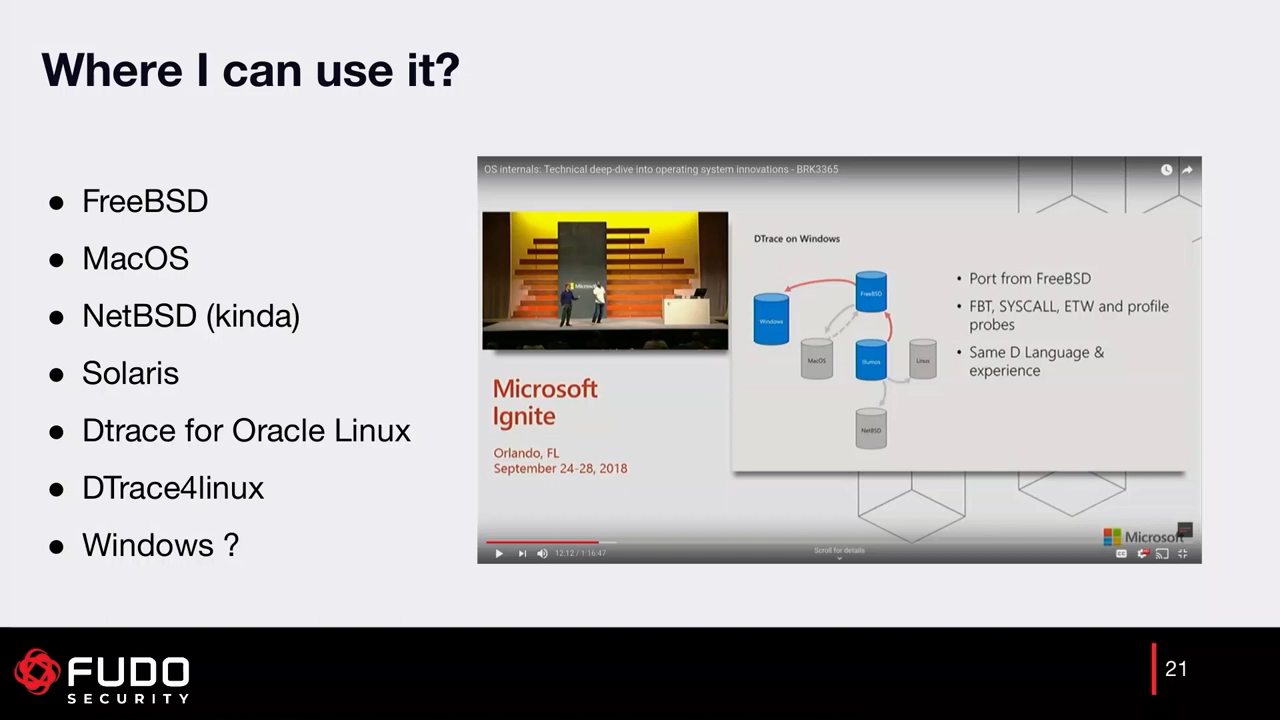 Where I can use it?
● FreeBSD
● MacOS
● NetBSD (kinda)
● Solaris
● Dtrace for Oracle Linux
● DTrace4linux
● Windows ?
OS internals: Technical deep-dive into operating system innovations - BRK3365
Microsoft
Microsoft
Ignite
Orlando, FL
September 24-28, 2018
DTrace on Windows
FreeBSD
Windows
MacOS
Illumos
Linux
NetBSD
• Port from FreeBSD
• FBT, SYSCALL, ETW and profile
probes
• Same D Language &
experience
Microsoft
12:12 / 1:16:47
Scroll for details
FUDO
SECURITY
21